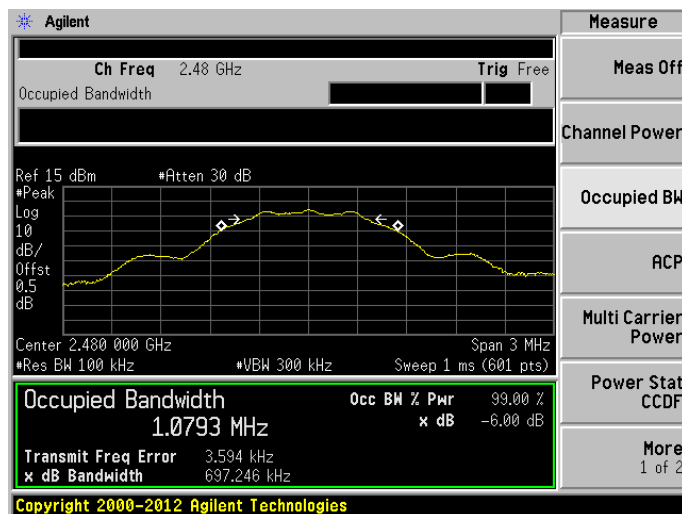 Agilent
Measure
Ch Freq 2.48 GHz Trig Free
Occupied Bandwidth
Meas Off
Channel Power
Occupied BW
ACP
Multi Carrier
Power
Power Stat
CCDF
More
1 of 2
Ref 15 dBm #Atten 30 dB
#Peak
Log
10
dB/
Offst
0.5
dB
Center 2.480 000 GHz Span 3 MHz
#Res BW 100 kHz #VBW 300 kHz Sweep 1 ms (601 pts)
Occupied Bandwidth Occ BW % Pwr 99.00 %
1.0793 MHz x dB -6.00 dB
Transmit Freq Error 3.594 kHz
x dB Bandwidth 697.246 kHz
Copyright 2000-2012 Agilent Technologies